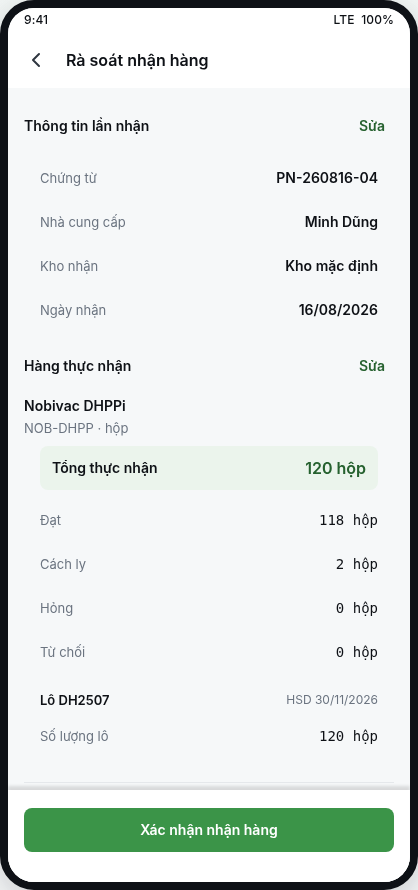 9:41 LTE 100%
Rà soát nhận hàng
Thông tin lần nhận Sửa
Chứng từ PN-260816-04
Nhà cung cấp Minh Dũng
Kho nhận Kho mặc định
Ngày nhận 16/08/2026
Hàng thực nhận Sửa
Nobivac DHPPi
NOB-DHPP · hộp
Tổng thực nhận 120 hộp
Đạt 118 hộp
Cách ly 2 hộp
Hỏng 0 hộp
Từ chối 0 hộp
Lô DH2507 HSD 30/11/2026
Số lượng lô 120 hộp
Xác nhận nhận hàng